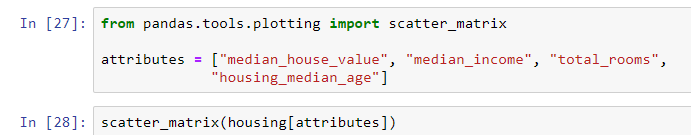 In [27]: from pandas.tools.plotting import scatter_matrix
attributes = ["median_house_value", "median_income", "total_rooms",
"housing_median_age"]
In [28]: scatter_matrix(housing[attributes])